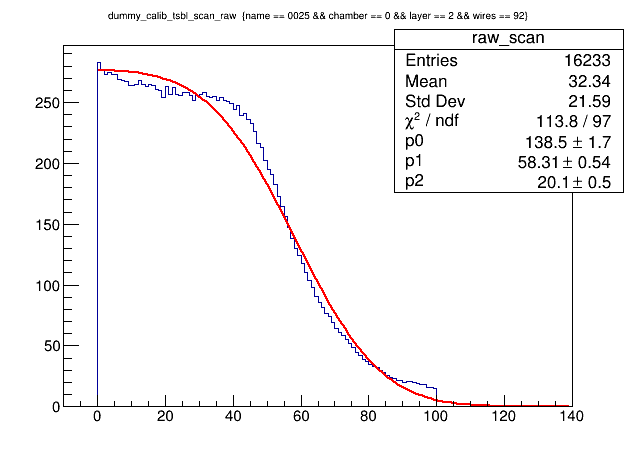 dummy_calib_tsbl_scan_raw {name == 0025 && chamber == 0 && layer == 2 && wires == 92}
raw_scan
Entries 16233
Mean 32.34
Std Dev 21.59
χ² / ndf 113.8 / 97
p0 138.5 ± 1.7
p1 58.31 ± 0.54
p2 20.1 ± 0.5
250
200
150
100
50
0
0 20 40 60 80 100 120 140